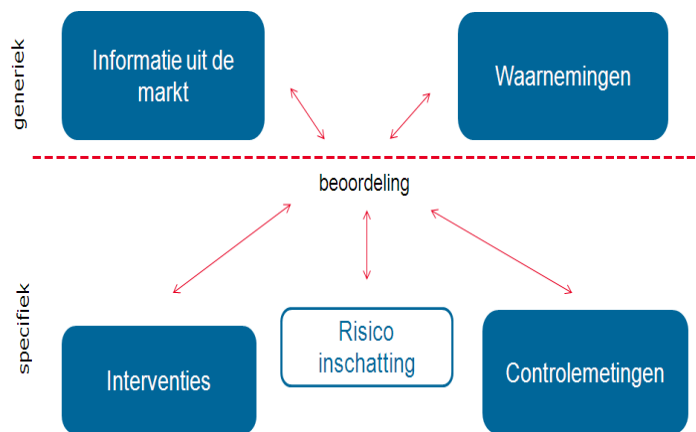 generiek
Informatie uit de
markt
Waarnemingen
beoordeling
specifiek
Interventies
Risico
inschatting
Controlemetingen